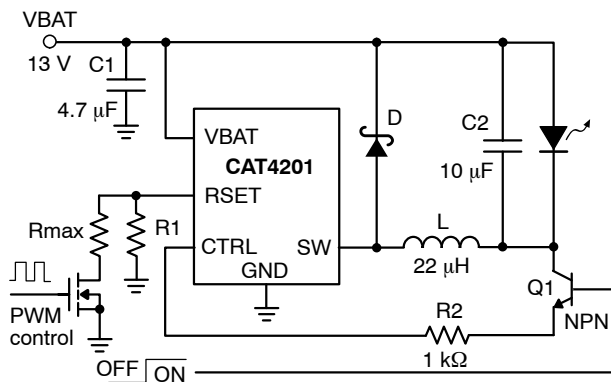 VBAT
13 V
C1
4.7 μF
D
C2
10 μF
VBAT
CAT4201
RSET
Rmax
R1
CTRL
SW
L
GND
22 μH
Q1
PWM
control
R2
NPN
OFF ON
1 kΩ